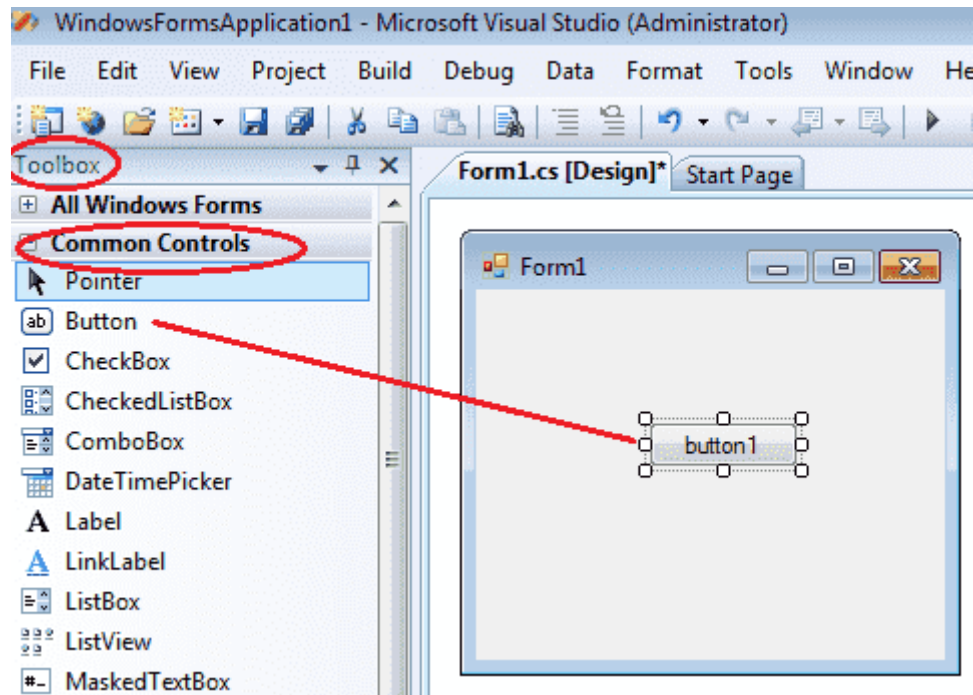 WindowsFormsApplication1 - Microsoft Visual Studio (Administrator)
File Edit View Project Build Debug Data Format Tools Window He
Toolbox
Form1.cs [Design]* Start Page
All Windows Forms
Common Controls
Pointer
Button
CheckBox
CheckedListBox
ComboBox
DateTimePicker
Label
LinkLabel
ListBox
ListView
MaskedTextBox
Form1
button1